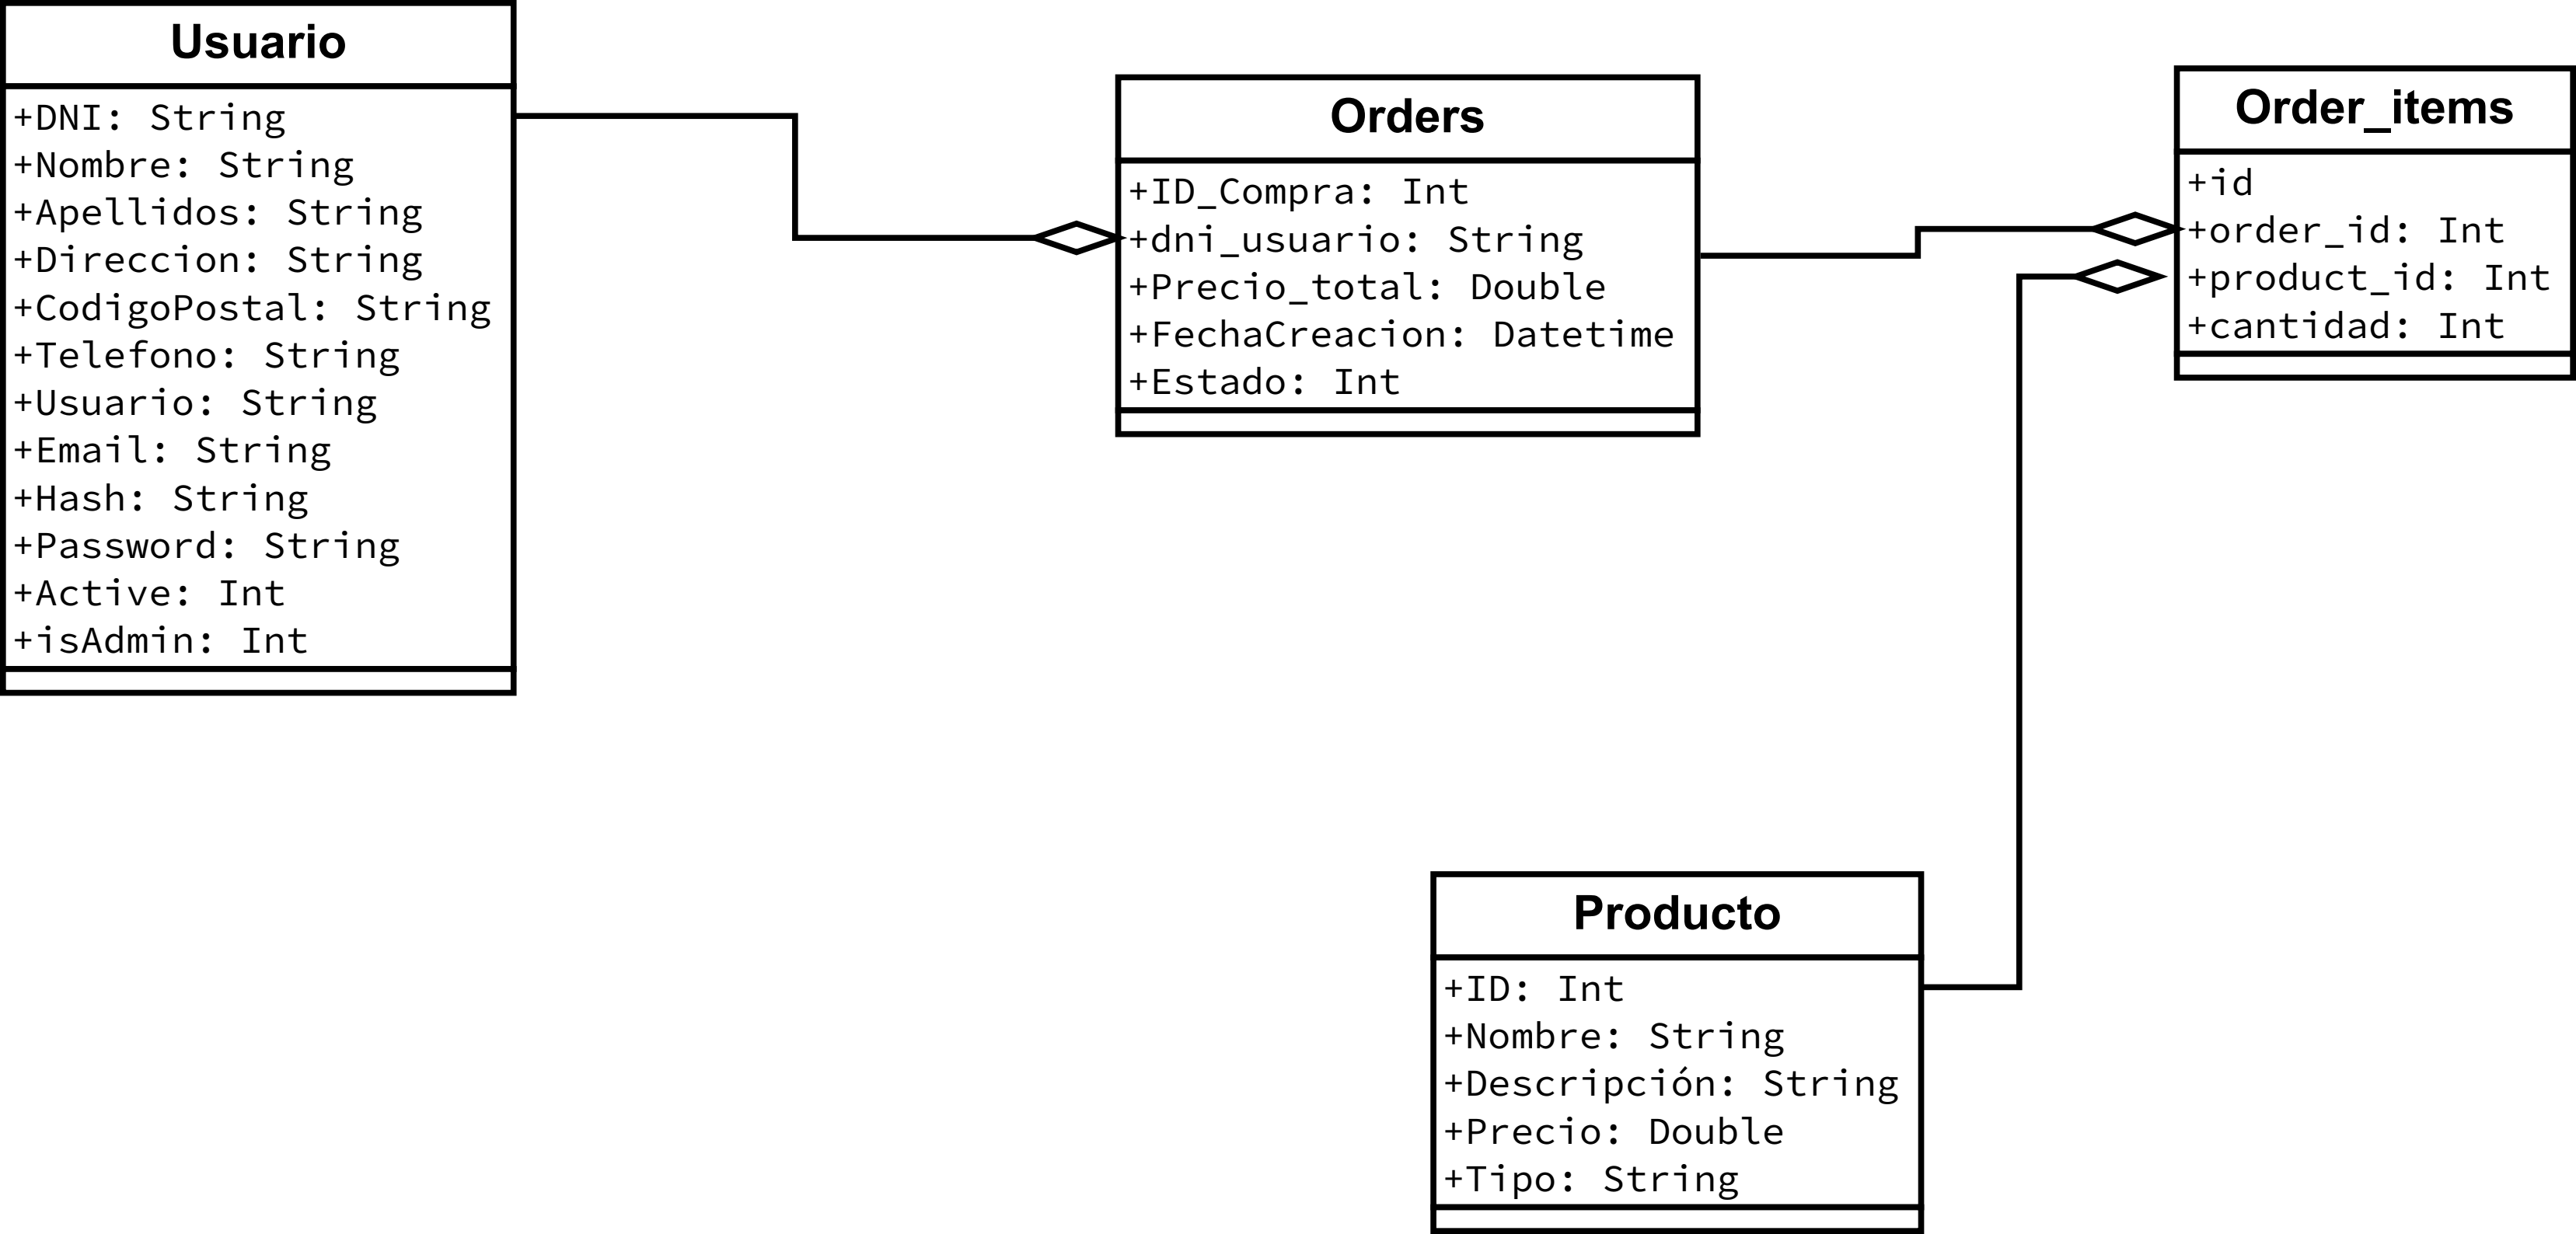 Usuario
+DNI: String
+Nombre: String
+Apellidos: String
+Direccion: String
+CodigoPostal: String
+Telefono: String
+Usuario: String
+Email: String
+Hash: String
+Password: String
+Active: Int
+isAdmin: Int
Orders
+ID_Compra: Int
+dni_usuario: String
+Precio_total: Double
+FechaCreacion: Datetime
+Estado: Int
Order_items
+id
+order_id: Int
+product_id: Int
+cantidad: Int
Producto
+ID: Int
+Nombre: String
+Descripción: String
+Precio: Double
+Tipo: String